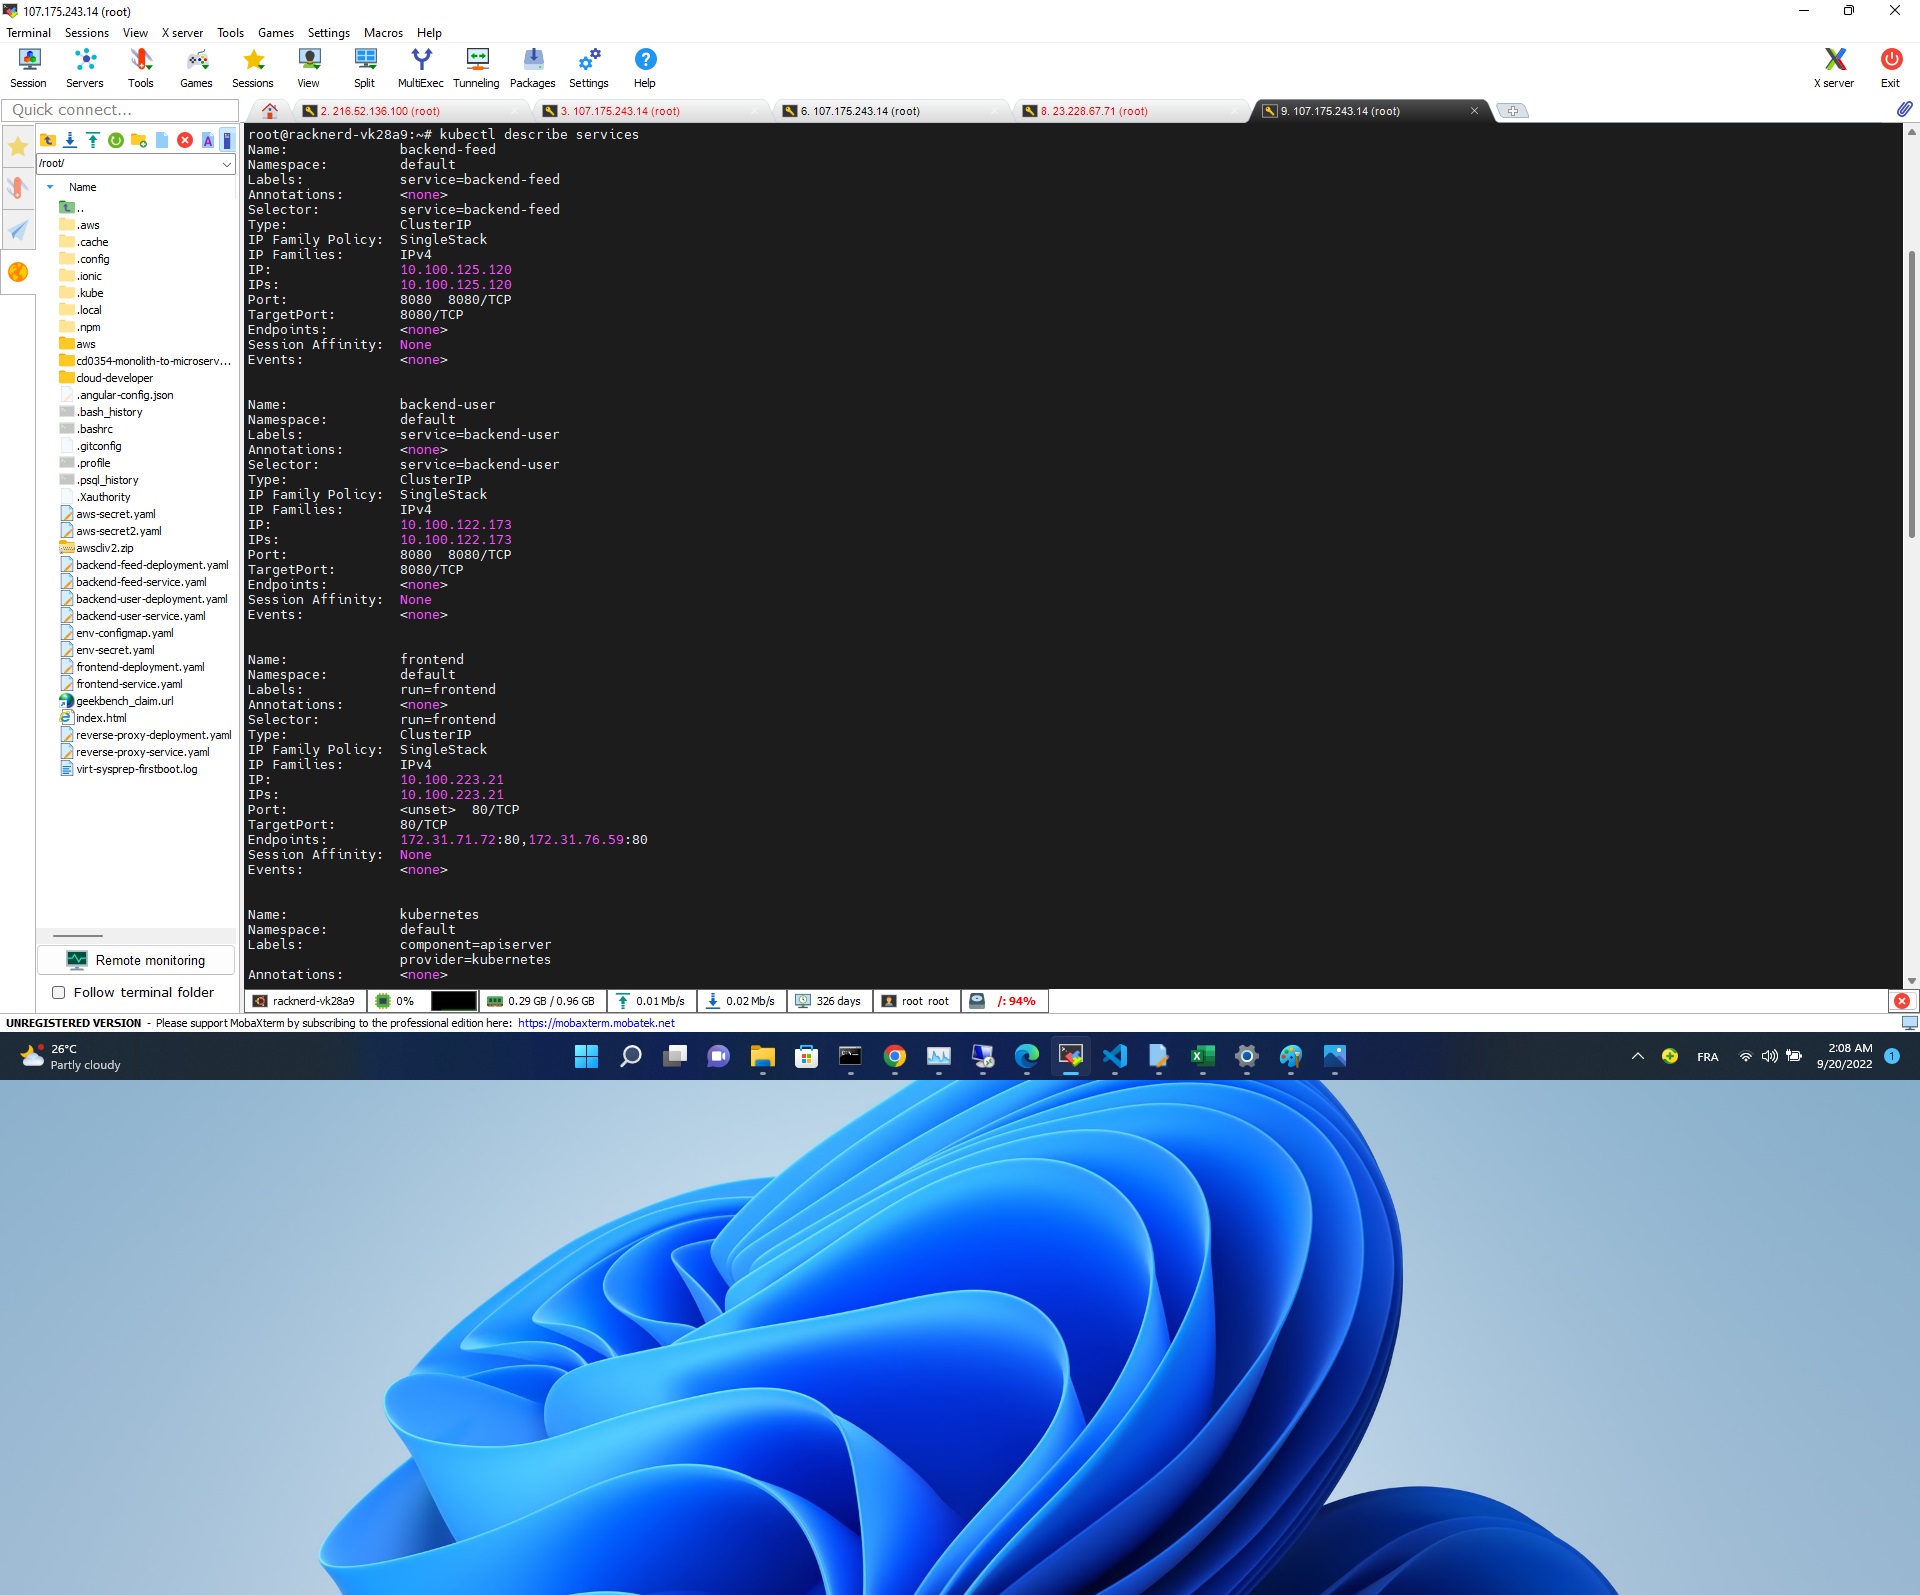 107.175.243.14 (root)
Terminal Sessions View X server Tools Games Settings Macros Help
Session Servers Tools Games Sessions View Split MultiExec Tunneling Packages Settings Help X server Exit
Quick connect... 2. 216.52.136.100 (root) 3. 107.175.243.14 (root) 6. 107.175.243.14 (root) 8. 23.228.67.71 (root) 9. 107.175.243.14 (root)
/root/
Name
..
.aws
.cache
.config
.ionic
.kube
.local
.npm
aws
cd0354-monolith-to-microserv...
cloud-developer
.angular-config.json
.bash_history
.bashrc
.gitconfig
.profile
.psql_history
.Xauthority
aws-secret.yaml
aws-secret2.yaml
awscliv2.zip
backend-feed-deployment.yaml
backend-feed-service.yaml
backend-user-deployment.yaml
backend-user-service.yaml
env-configmap.yaml
env-secret.yaml
frontend-deployment.yaml
frontend-service.yaml
geekbench_claim.url
index.html
reverse-proxy-deployment.yaml
reverse-proxy-service.yaml
virt-sysprep-firstboot.log
Remote monitoring
Follow terminal folder
root@racknerd-vk28a9:~# kubectl describe services
Name: backend-feed
Namespace: default
Labels: service=backend-feed
Annotations: <none>
Selector: service=backend-feed
Type: ClusterIP
IP Family Policy: SingleStack
IP Families: IPv4
IP: 10.100.125.120
IPs: 10.100.125.120
Port: 8080 8080/TCP
TargetPort: 8080/TCP
Endpoints: <none>
Session Affinity: None
Events: <none>
Name: backend-user
Namespace: default
Labels: service=backend-user
Annotations: <none>
Selector: service=backend-user
Type: ClusterIP
IP Family Policy: SingleStack
IP Families: IPv4
IP: 10.100.122.173
IPs: 10.100.122.173
Port: 8080 8080/TCP
TargetPort: 8080/TCP
Endpoints: <none>
Session Affinity: None
Events: <none>
Name: frontend
Namespace: default
Labels: run=frontend
Annotations: <none>
Selector: run=frontend
Type: ClusterIP
IP Family Policy: SingleStack
IP Families: IPv4
IP: 10.100.223.21
IPs: 10.100.223.21
Port: <unset> 80/TCP
TargetPort: 80/TCP
Endpoints: 172.31.71.72:80,172.31.76.59:80
Session Affinity: None
Events: <none>
Name: kubernetes
Namespace: default
Labels: component=apiserver
provider=kubernetes
Annotations: <none>
racknerd-vk28a9 0% 0.29 GB / 0.96 GB 0.01 Mb/s 0.02 Mb/s 326 days root root /: 94%
UNREGISTERED VERSION - Please support MobaXterm by subscribing to the professional edition here: https://mobaxterm.mobatek.net
26°C
Partly cloudy
FRA
2:08 AM
9/20/2022
1